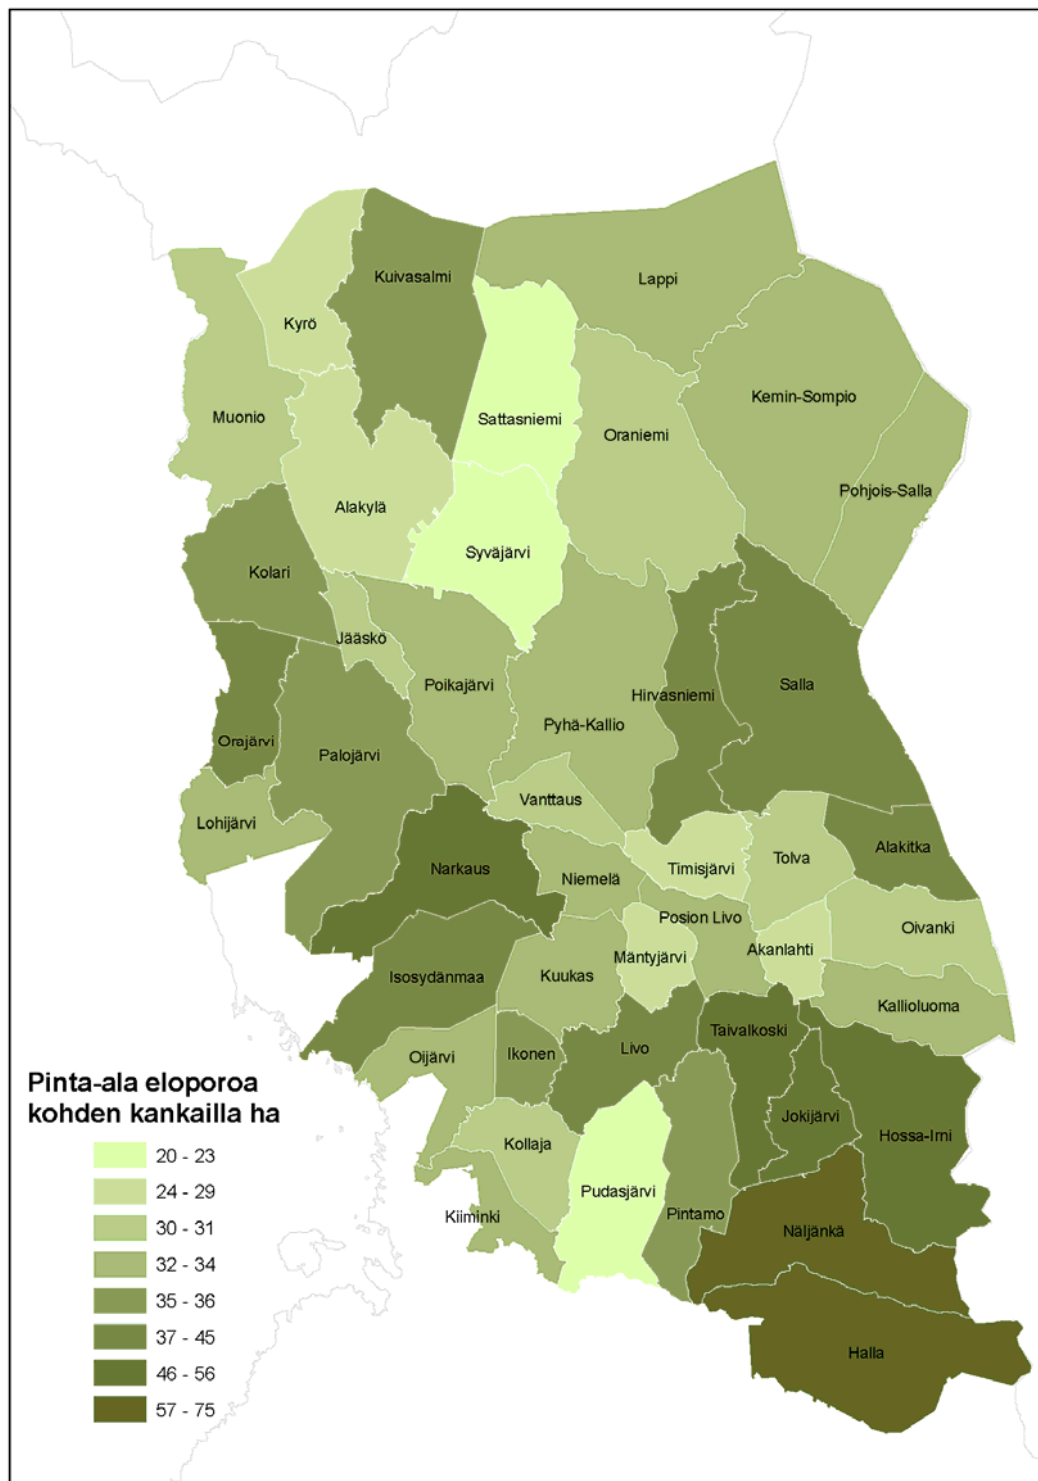 Kuivasalmi
Lappi
Kyrö
Kemin-Sompio
Muonio
Sattasniemi
Oraniemi
Pohjois-Salla
Alakylä
Syväjärvi
Kolari
Jääskö
Poikajärvi
Hirvasniemi
Salla
Pyhä-Kallio
Orajärvi
Palojärvi
Vanttaus
Lohijärvi
Alakitka
Tolva
Narkaus
Niemelä
Timisjärvi
Posion Livo
Oivanki
Akanlahti
Mäntyjärvi
Isosydänmaa
Kuukas
Kallioluoma
Taivalkoski
Oijärvi
Ikonen
Livo
Jokijärvi
Hossa-Irni
Kollaja
Pudasjärvi
Kiiminki
Pintamo
Näljänkä
Halla
Pinta-ala eloporoa
kohden kankailla ha
20 - 23
24 - 29
30 - 31
32 - 34
35 - 36
37 - 45
46 - 56
57 - 75